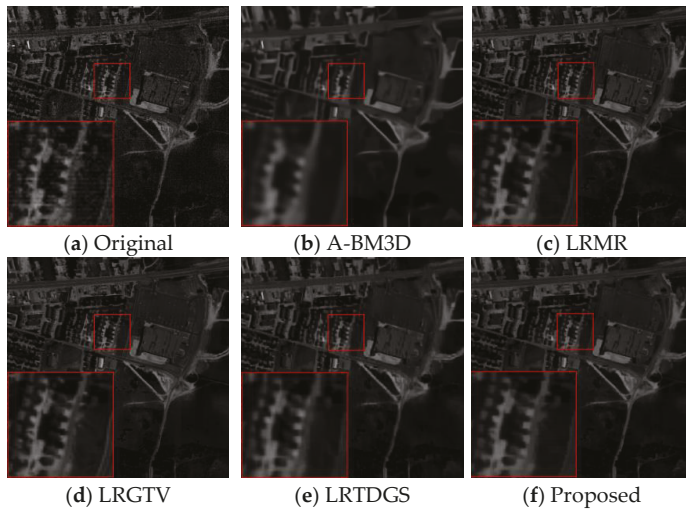 (a) Original
(b) A-BM3D
(c) LRMR
(d) LRGTV
(e) LRTDGS
(f) Proposed